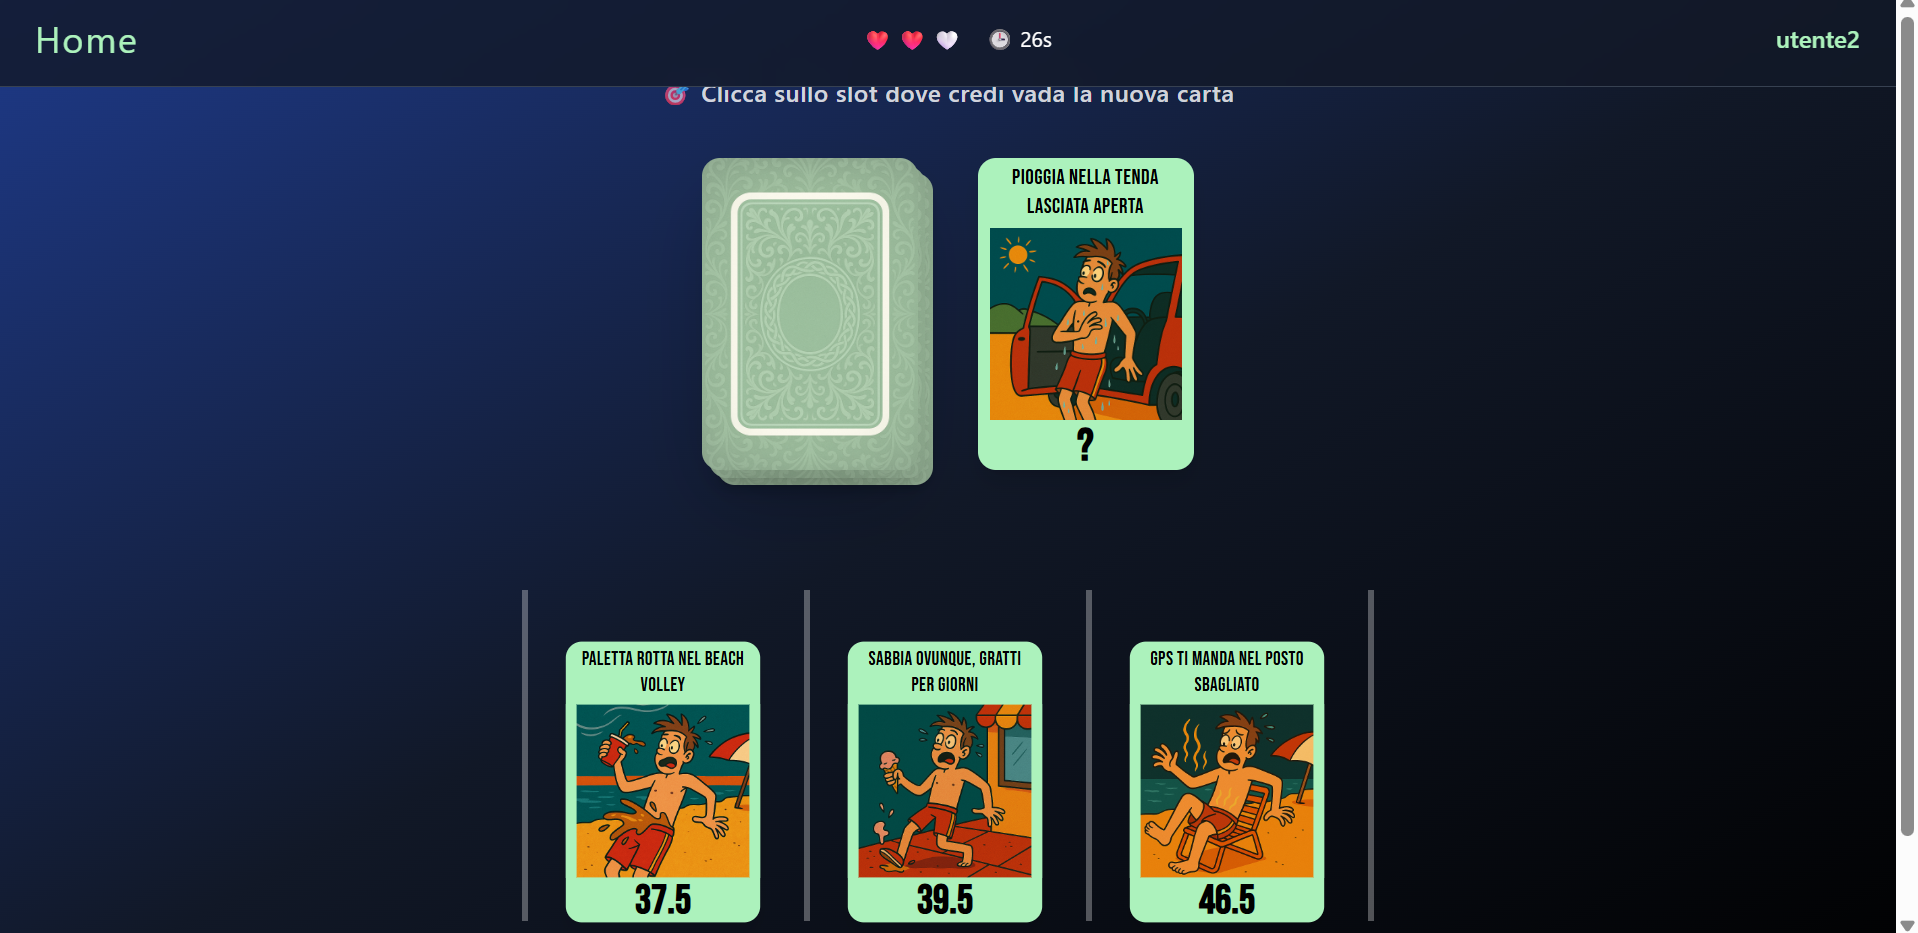 Home
26s
utente2
Clicca sullo slot dove credi vada la nuova carta
PIOGGIA NELLA TENDA
LASCIATA APERTA
?
PALETTA ROTTA NEL BEACH
VOLLEY
37.5
SABBIA OVUNQUE, GRATTI
PER GIORNI
39.5
GPS TI MANDA NEL POSTO
SBAGLIATO
46.5